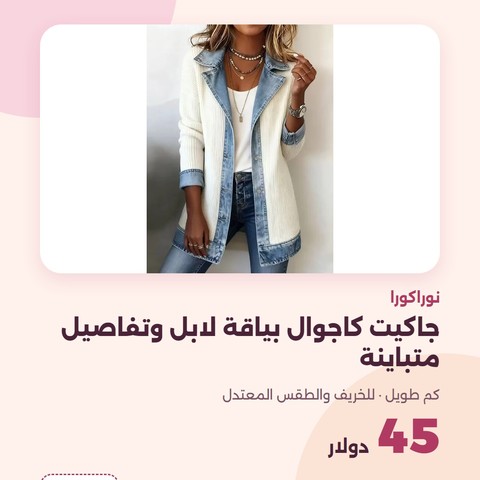 نوراكورا
جاكيت كاجوال بياقة لابل وتفاصيل
متباينة
كم طويل · للخريف والطقس المعتدل
45 دولار